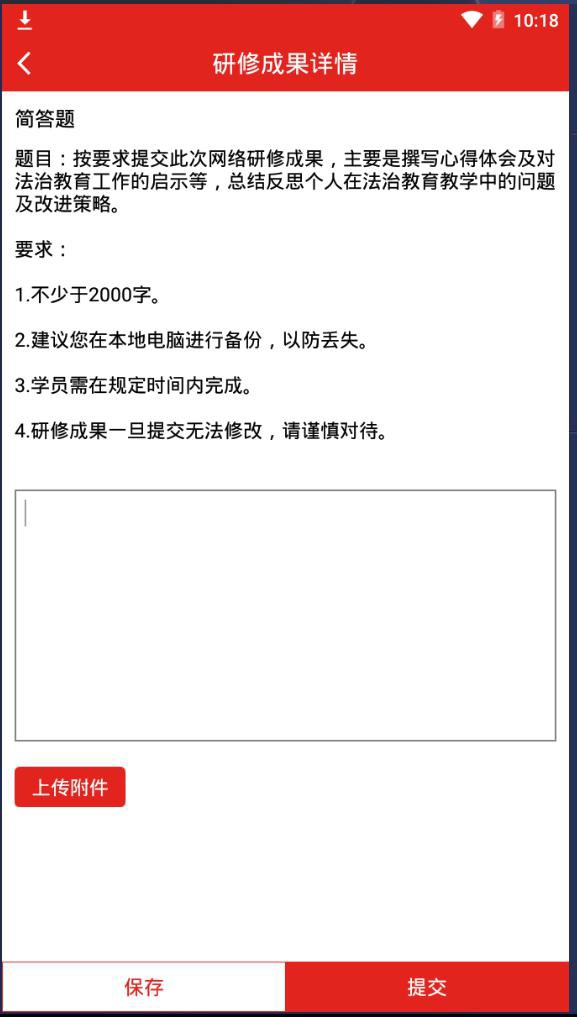 10:18
研修成果详情
简答题
题目：按要求提交此次网络研修成果，主要是撰写心得体会及对
法治教育工作的启示等，总结反思个人在法治教育教学中的问题
及改进策略。
要求：
1.不少于2000字。
2.建议您在本地电脑进行备份，以防丢失。
3.学员需在规定时间内完成。
4.研修成果一旦提交无法修改，请谨慎对待。
上传附件
保存
提交